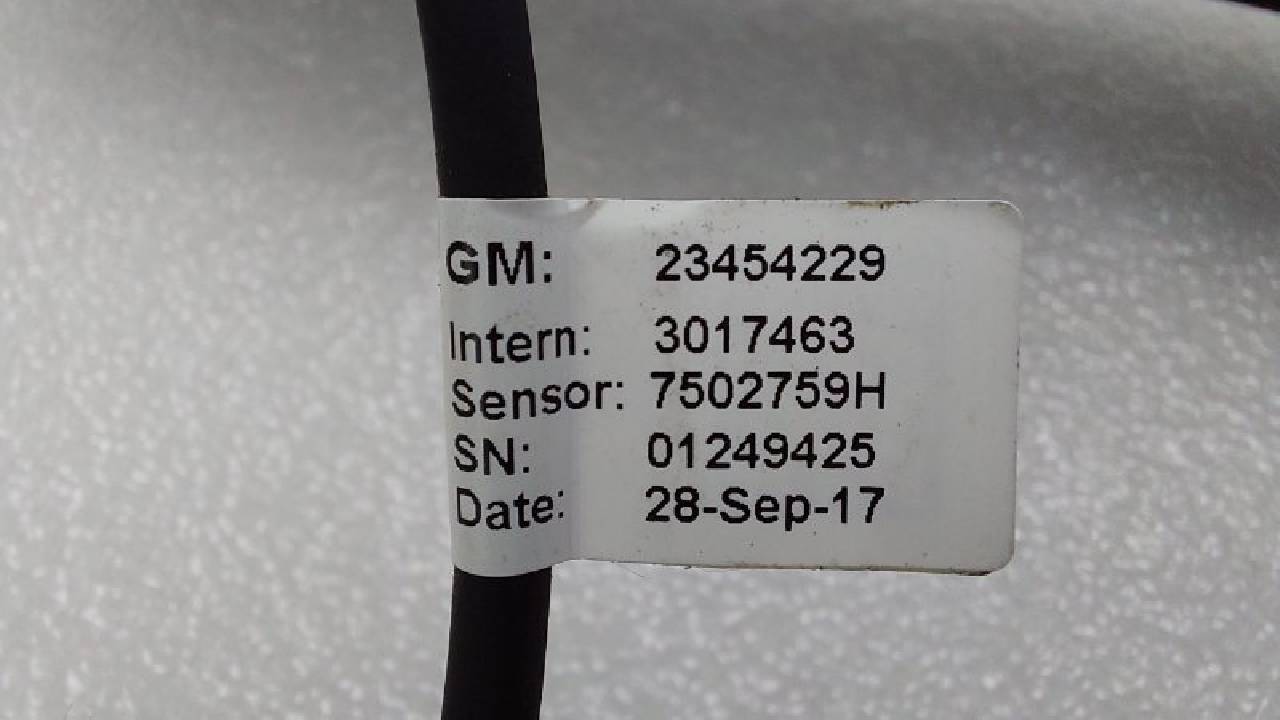 GM: 23454229
Intern: 3017463
Sensor: 7502759H
SN: 01249425
Date: 28-Sep-17